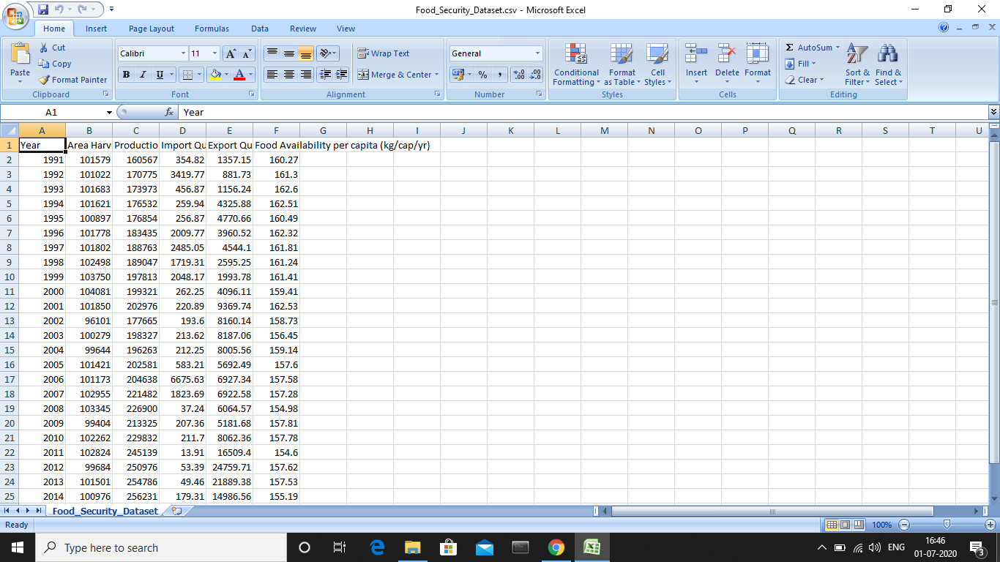 Food_Security_Dataset.csv - Microsoft Excel
Home Insert Page Layout Formulas Data Review View
Paste
Cut
Copy
Format Painter
Clipboard
Calibri 11 A A
B I U A
Font
Wrap Text
Merge & Center
Alignment
General
% ,
Number
Conditional Formatting
Format as Table
Cell Styles
Styles
Insert Delete Format
Cells
Σ AutoSum
Fill
Clear
Sort & Filter
Find & Select
Editing
A1 fx Year
A B C D E F G H I J K L M N O P Q R S T U
1 Year Area Harv Productio Import Qu Export Qu Food Availability per capita (kg/cap/yr)
2 1991 101579 160567 354.82 1357.15 160.27
3 1992 101022 170775 3419.77 881.73 161.3
4 1993 101683 173973 456.87 1156.24 162.6
5 1994 101621 176532 259.94 4325.88 162.51
6 1995 100897 176854 256.87 4770.66 160.49
7 1996 101778 183435 2009.77 3960.52 162.32
8 1997 101802 188763 2485.05 4544.1 161.81
9 1998 102498 189047 1719.31 2595.25 161.24
10 1999 103750 197813 2048.17 1993.78 161.41
11 2000 104081 199321 262.25 4096.11 159.41
12 2001 101850 202976 220.89 9369.74 162.53
13 2002 96101 177665 193.6 8160.14 158.73
14 2003 100279 198327 213.62 8187.06 156.45
15 2004 99644 196263 212.25 8005.56 159.14
16 2005 101421 202581 583.21 5692.49 157.6
17 2006 101173 204638 6675.63 6927.34 157.58
18 2007 102955 221482 1823.69 6922.58 157.28
19 2008 103345 226900 37.24 6064.57 154.98
20 2009 99404 213325 207.36 5181.68 157.81
21 2010 102262 229832 211.7 8062.36 157.78
22 2011 102824 245139 13.91 16509.4 154.6
23 2012 99684 250976 53.39 24759.71 157.62
24 2013 101501 254786 49.46 21889.38 157.53
25 2014 100976 256231 179.31 14986.56 155.19
Food_Security_Dataset
Ready 100%
Type here to search
ENG
16:46
01-07-2020
3